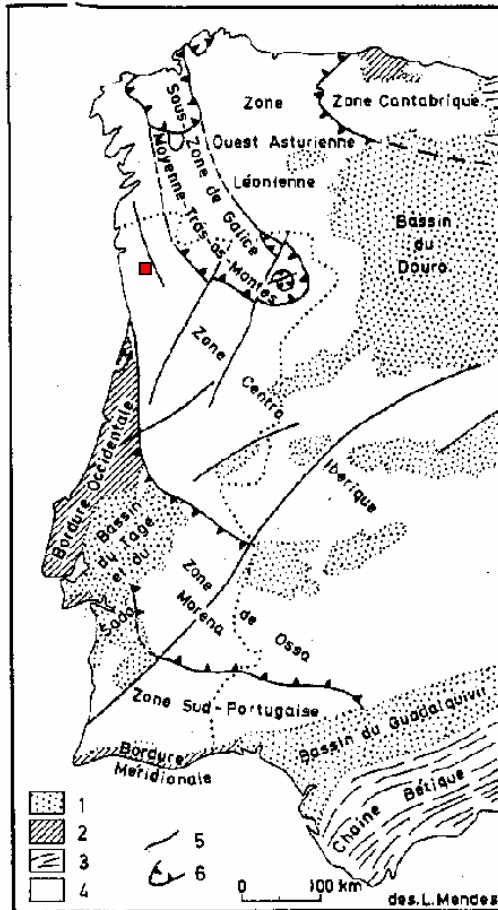 Zone Cantabrique
Zone
Ouest Asturienne
Léonienne
Sous-
Zone de Galice
Moyenne-Trás-os-Montes
Bassin
du
Douro
Zone
Centro
Ibérique
Bordure Occidentale
Bassin
du Tage
et du
Sado
Zone
de
Ossa
Morena
Zone Sud-Portugaise
Bordure
Méridionale
Bassin du Guadalquivir
Chaîne Bétique
1
2
3
4
5
6
0 100 km
des.L.Mendes